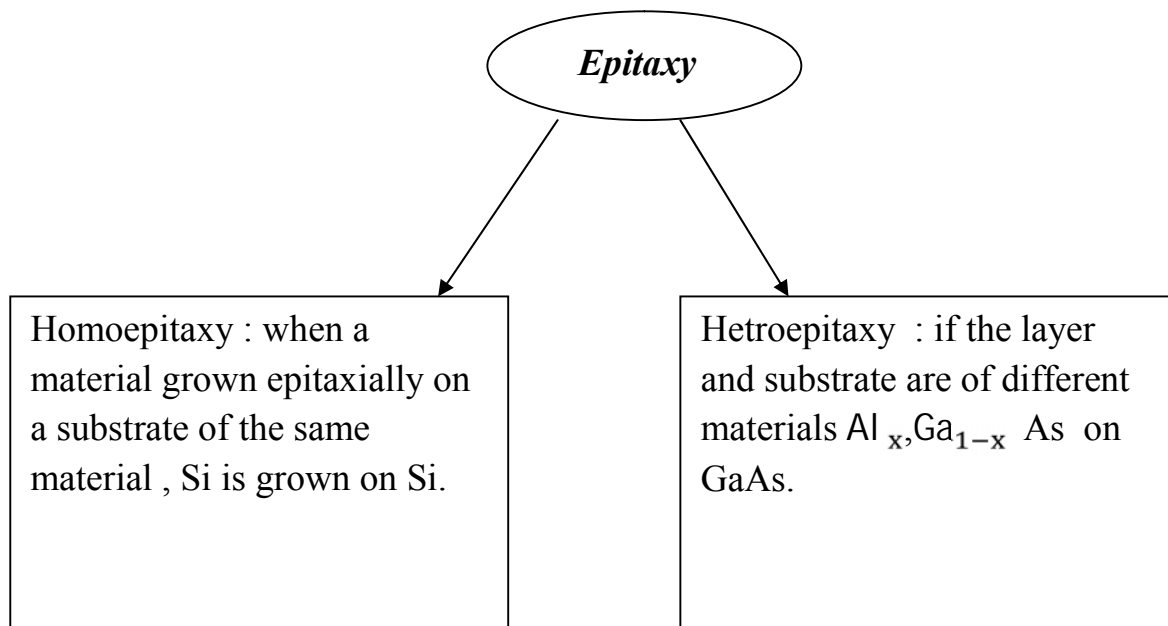 Epitaxy
Homoepitaxy : when a
material grown epitaxially on
a substrate of the same
material , Si is grown on Si.
Hetroepitaxy : if the layer
and substrate are of different
materials Al x,Ga1−x As on
GaAs.